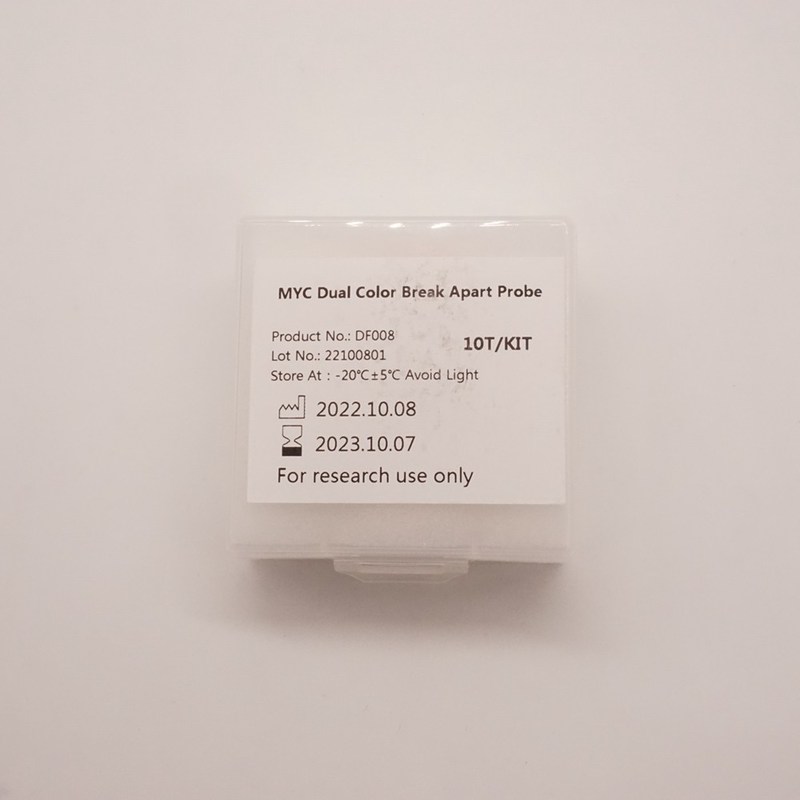 MYC Dual Color Break Apart Probe
Product No.: DF008
10T/KIT
Lot No.: 22100801
Store At : -20℃±5℃ Avoid Light
2022.10.08
2023.10.07
For research use only